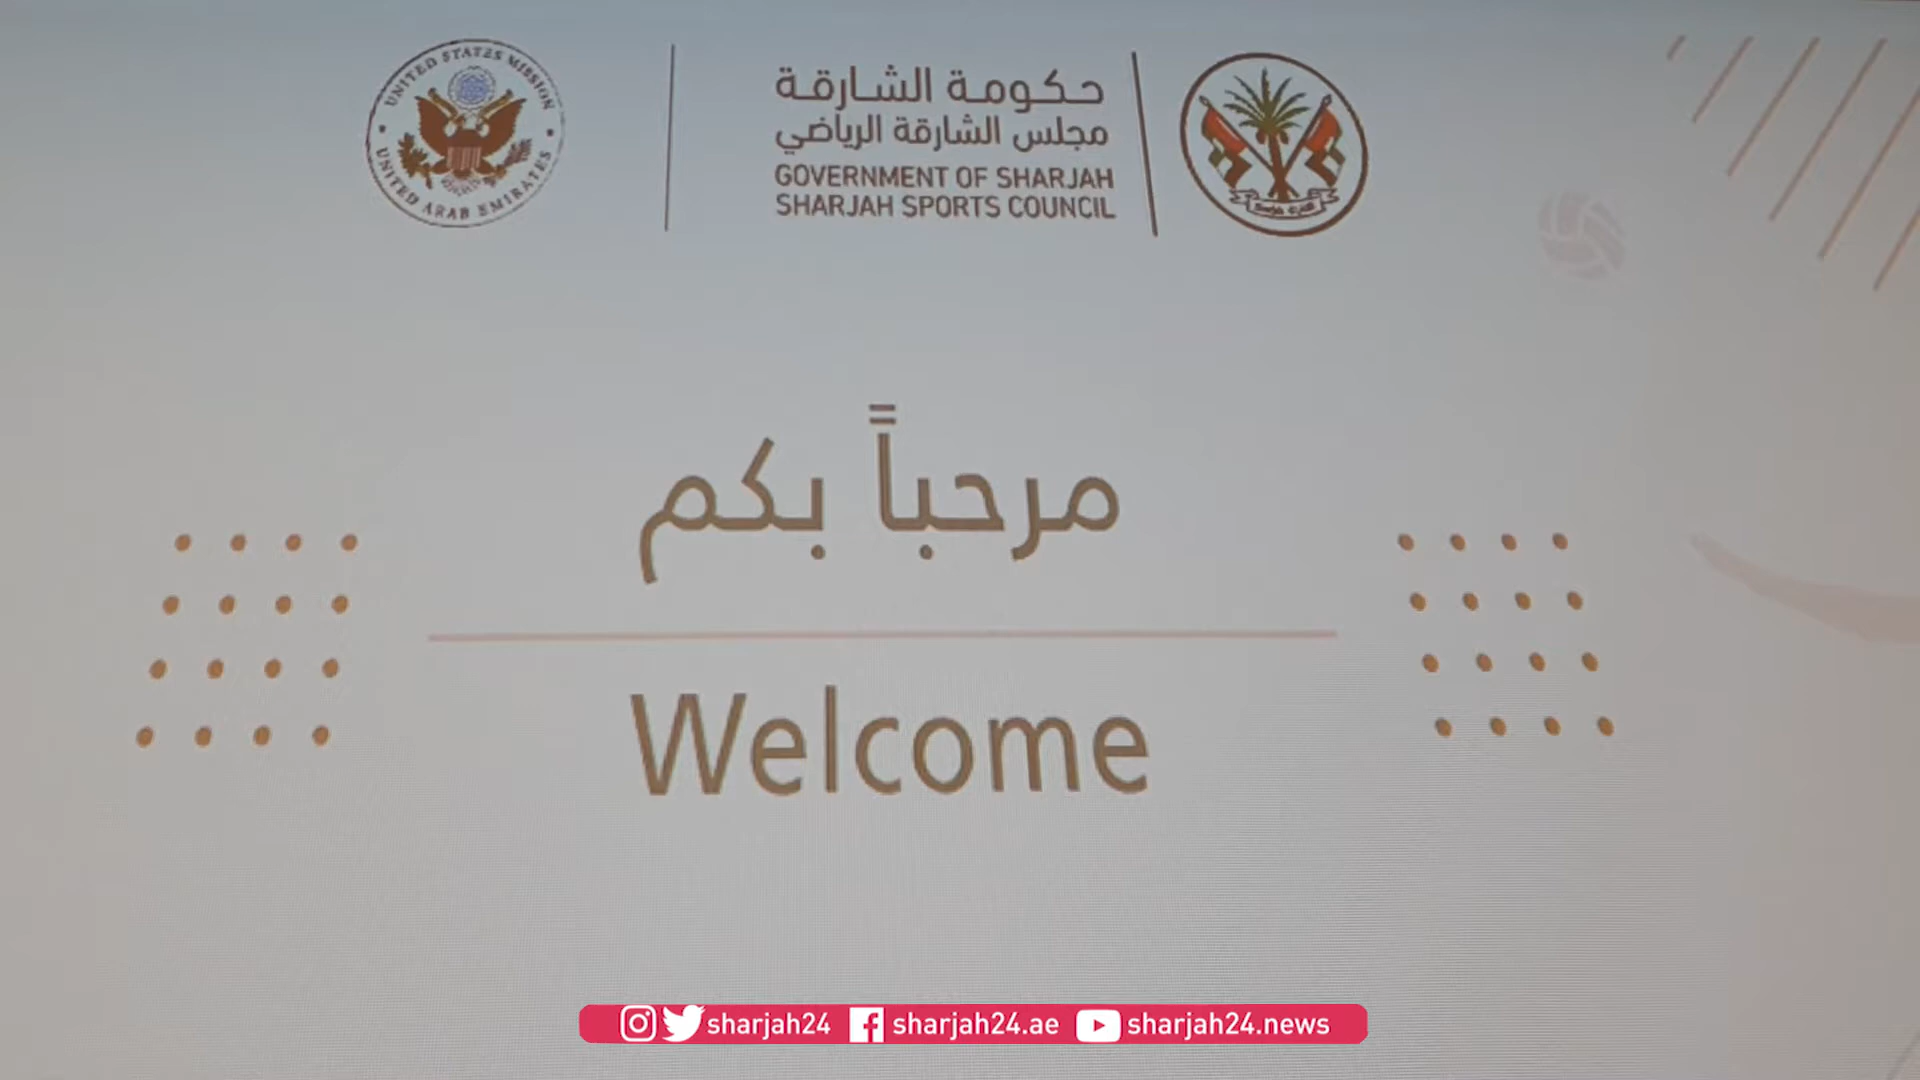 UNITED STATES MISSION
UNITED ARAB EMIRATES
حكومة الشارقة
مجلس الشارقة الرياضي
GOVERNMENT OF SHARJAH
SHARJAH SPORTS COUNCIL
مرحباً بكم
Welcome
sharjah24 sharjah24.ae sharjah24.news